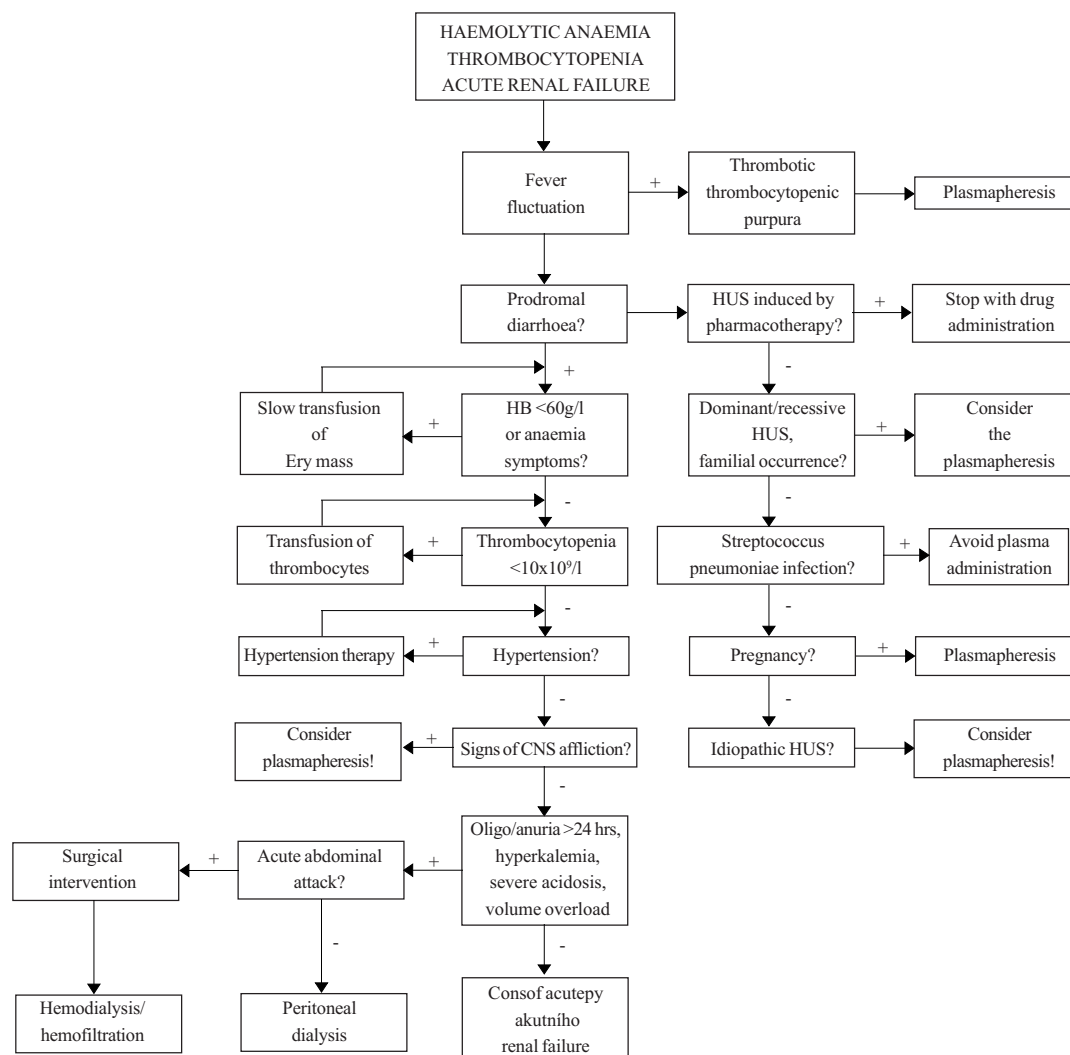 HAEMOLYTIC ANAEMIA
THROMBOCYTOPENIA
ACUTE RENAL FAILURE
Fever
fluctuation
+
Thrombotic
thrombocytopenic
purpura
Plasmapheresis
Prodromal
diarrhoea?
HUS induced by
pharmacotherapy?
+
Stop with drug
administration
+
-
Slow transfusion
of
Ery mass
+
HB <60g/l
or anaemia
symptoms?
Dominant/recessive
HUS,
familial occurrence?
+
Consider
the
plasmapheresis
-
-
Transfusion of
thrombocytes
+
Thrombocytopenia
<10x10⁹/l
Streptococcus
pneumoniae infection?
+
Avoid plasma
administration
-
-
Hypertension therapy
+
Hypertension?
Pregnancy?
+
Plasmapheresis
-
-
Consider
plasmapheresis!
+
Signs of CNS affliction?
Idiopathic HUS?
Consider
plasmapheresis!
-
Surgical
intervention
+
Acute abdominal
attack?
+
Oligo/anuria >24 hrs,
hyperkalemia,
severe acidosis,
volume overload
-
-
Hemodialysis/
hemofiltration
Peritoneal
dialysis
Consof acutepy
akutního
renal failure